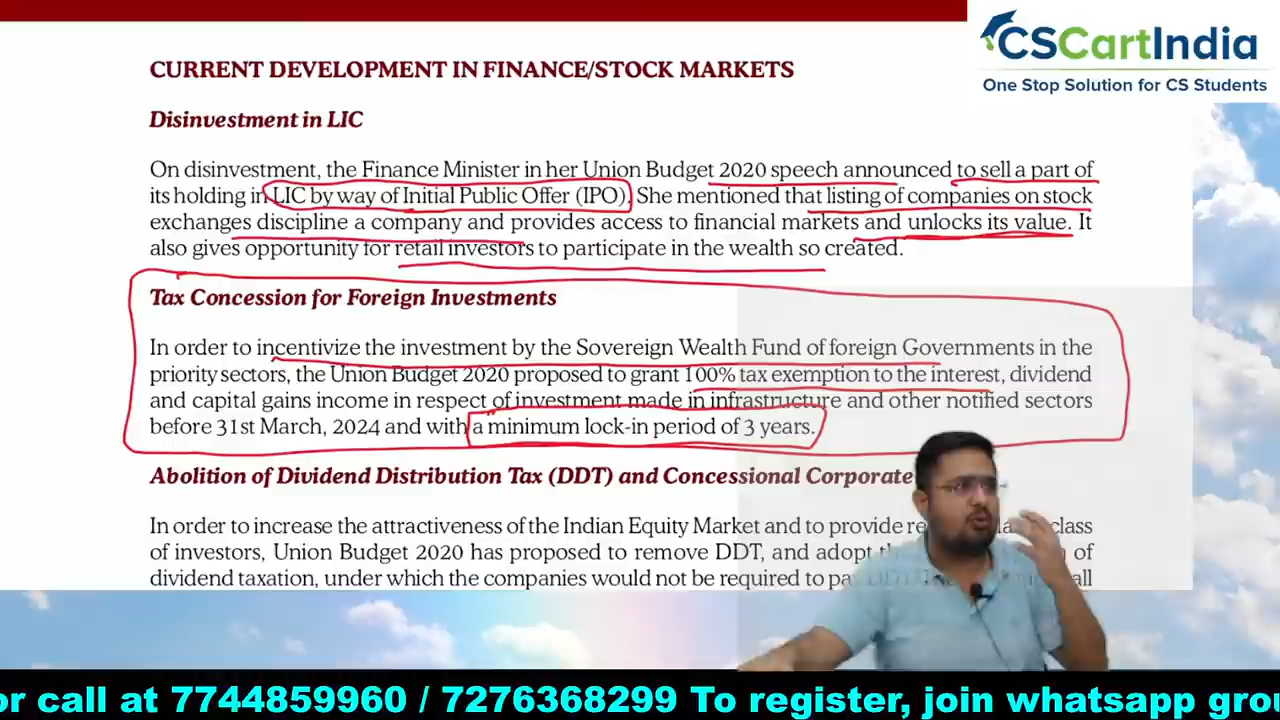 CSCartIndia
One Stop Solution for CS Students
CURRENT DEVELOPMENT IN FINANCE/STOCK MARKETS
Disinvestment in LIC
On disinvestment, the Finance Minister in her Union Budget 2020 speech announced to sell a part of
its holding in LIC by way of Initial Public Offer (IPO). She mentioned that listing of companies on stock
exchanges discipline a company and provides access to financial markets and unlocks its value. It
also gives opportunity for retail investors to participate in the wealth so created.
Tax Concession for Foreign Investments
In order to incentivize the investment by the Sovereign Wealth Fund of foreign Governments in the
priority sectors, the Union Budget 2020 proposed to grant 100% tax exemption to the interest, dividend
and capital gains income in respect of investment made in infrastructure and other notified sectors
before 31st March, 2024 and with a minimum lock-in period of 3 years.
Abolition of Dividend Distribution Tax (DDT) and Concessional Corporate
In order to increase the attractiveness of the Indian Equity Market and to provide class
of investors, Union Budget 2020 has proposed to remove DDT, and adopt of
dividend taxation, under which the companies would not be required to
or call at 7744859960 / 7276368299 To register, join whatsapp